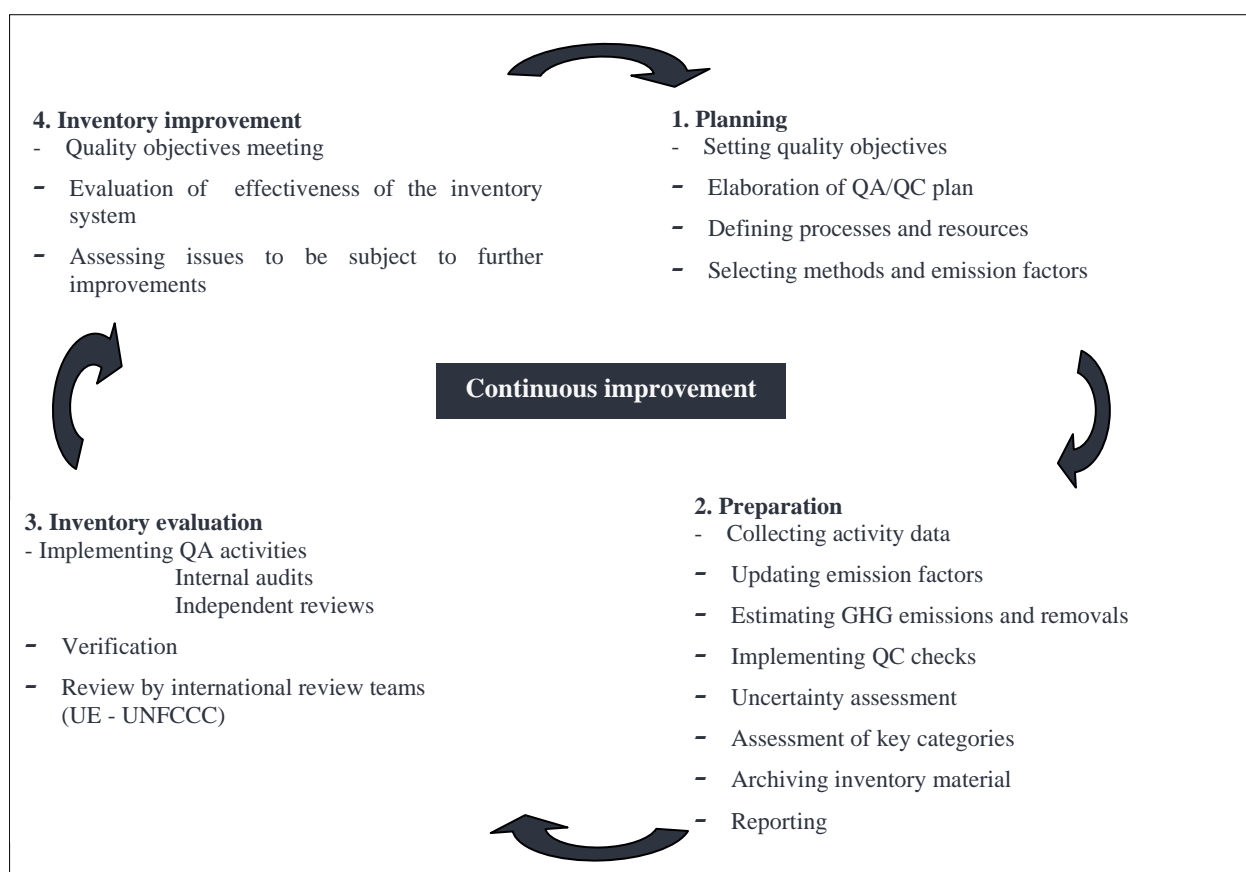 4. Inventory improvement
- Quality objectives meeting
- Evaluation of effectiveness of the inventory
system
- Assessing issues to be subject to further
improvements
1. Planning
- Setting quality objectives
- Elaboration of QA/QC plan
- Defining processes and resources
- Selecting methods and emission factors
Continuous improvement
3. Inventory evaluation
- Implementing QA activities
Internal audits
Independent reviews
- Verification
- Review by international review teams
(UE - UNFCCC)
2. Preparation
- Collecting activity data
- Updating emission factors
- Estimating GHG emissions and removals
- Implementing QC checks
- Uncertainty assessment
- Assessment of key categories
- Archiving inventory material
- Reporting